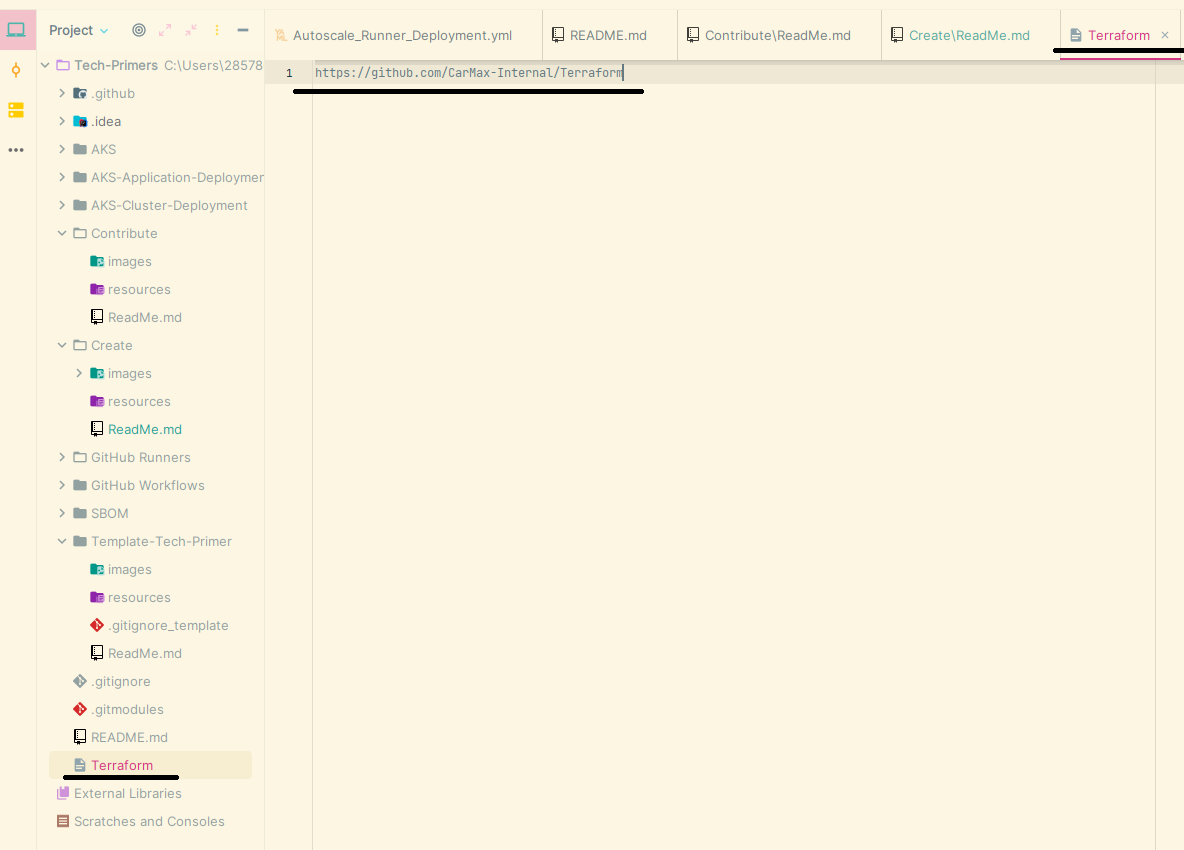 Project
Autoscale_Runner_Deployment.yml
README.md
Contribute\ReadMe.md
Create\ReadMe.md
Terraform
Tech-Primers C:\Users\28578
.github
.idea
AKS
AKS-Application-Deploymen
AKS-Cluster-Deployment
Contribute
images
resources
ReadMe.md
Create
images
resources
ReadMe.md
GitHub Runners
GitHub Workflows
SBOM
Template-Tech-Primer
images
resources
.gitignore_template
ReadMe.md
.gitignore
.gitmodules
README.md
Terraform
External Libraries
Scratches and Consoles
1 https://github.com/CarMax-Internal/Terraform